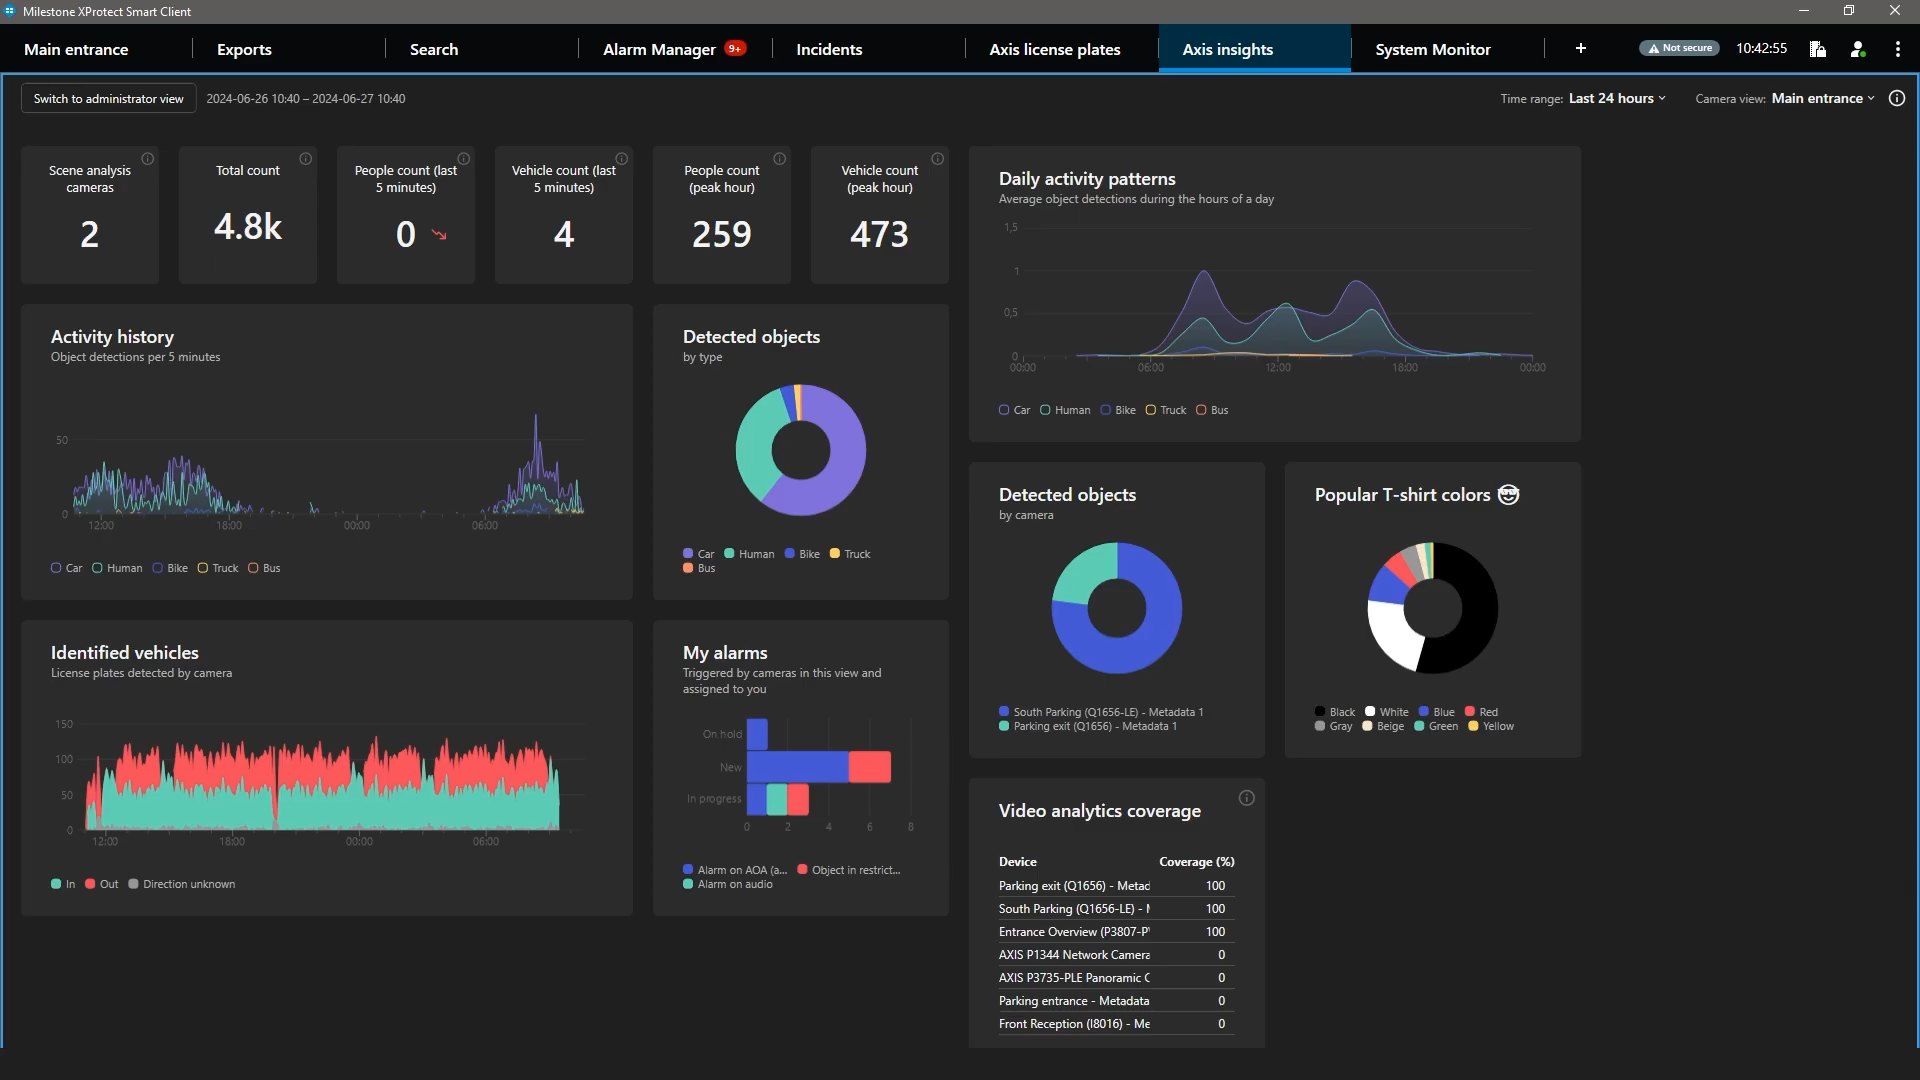 Milestone XProtect Smart Client
Main entrance
Exports
Search
Alarm Manager 9+
Incidents
Axis license plates
Axis insights
System Monitor
+
Not secure
10:42:55
Switch to administrator view
2024-06-26 10:40 – 2024-06-27 10:40
Time range: Last 24 hours
Camera view: Main entrance
Scene analysis
cameras
2
Total count
4.8k
People count (last
5 minutes)
0
Vehicle count (last
5 minutes)
4
People count
(peak hour)
259
Vehicle count
(peak hour)
473
Daily activity patterns
Average object detections during the hours of a day
1,5
1
0,5
0
00:00 06:00 12:00 18:00 00:00
Car Human Bike Truck Bus
Activity history
Object detections per 5 minutes
50
0
12:00 18:00 00:00 06:00
Car Human Bike Truck Bus
Detected objects
by type
Car Human Bike Truck
Bus
Detected objects
by camera
South Parking (Q1656-LE) - Metadata 1
Parking exit (Q1656) - Metadata 1
Popular T-shirt colors
Black White Blue Red
Gray Beige Green Yellow
Identified vehicles
License plates detected by camera
150
100
50
0
12:00 18:00 00:00 06:00
In Out Direction unknown
My alarms
Triggered by cameras in this view and
assigned to you
On hold
New
In progress
0 2 4 6 8
Alarm on AOA (a... Object in restrict...
Alarm on audio
Video analytics coverage
Device Coverage (%)
Parking exit (Q1656) - Metad 100
South Parking (Q1656-LE) - 100
Entrance Overview (P3807-P 100
AXIS P1344 Network Camera 0
AXIS P3735-PLE Panoramic C 0
Parking entrance - Metadata 0
Front Reception (I8016) - Me 0